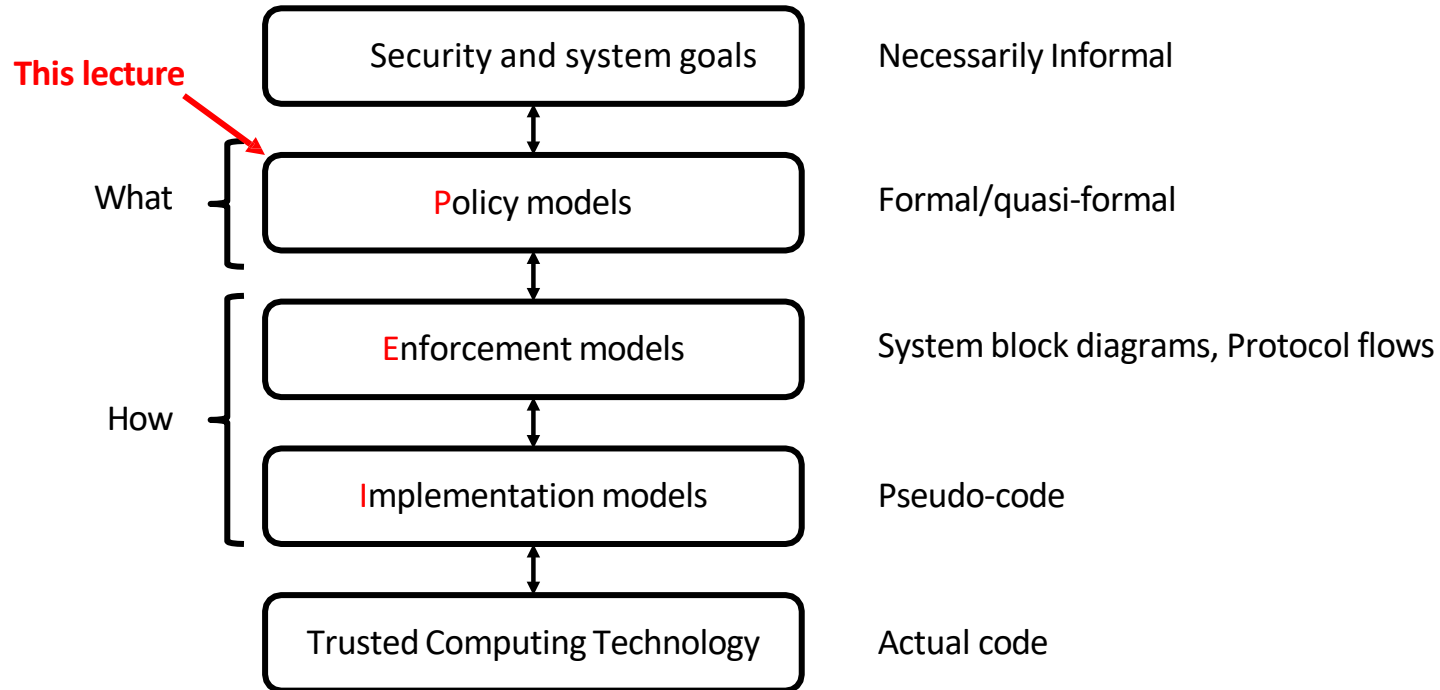 Security and system goals
Necessarily Informal
This lecture
What
Policy models
Formal/quasi-formal
Enforcement models
System block diagrams, Protocol flows
How
Implementation models
Pseudo-code
Trusted Computing Technology
Actual code